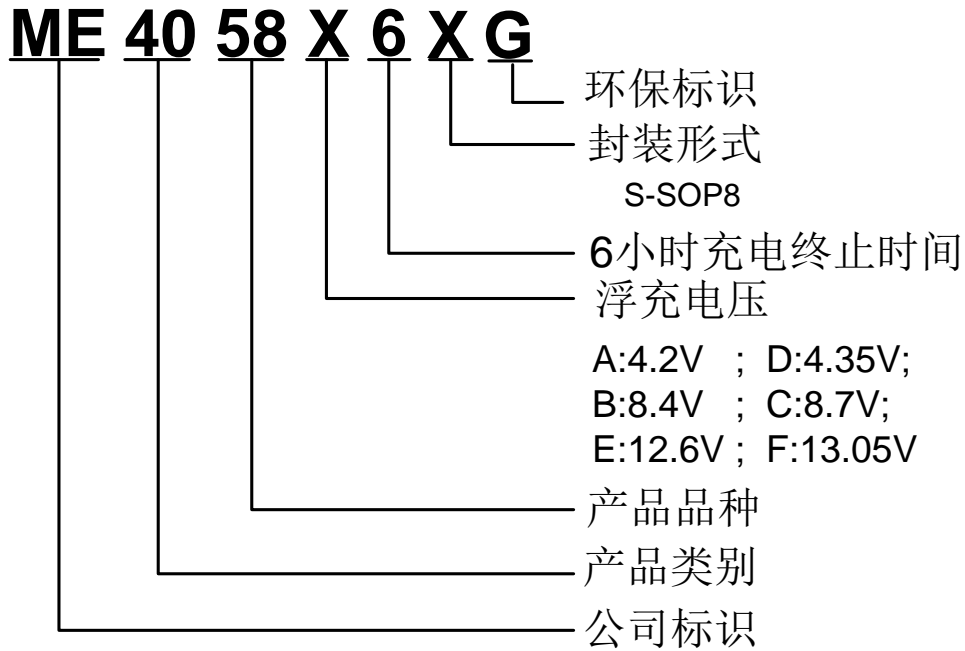 ME 40 58 X 6 X G
环保标识
封装形式
S-SOP8
6小时充电终止时间
浮充电压
A:4.2V ; D:4.35V;
B:8.4V ; C:8.7V;
E:12.6V ; F:13.05V
产品品种
产品类别
公司标识